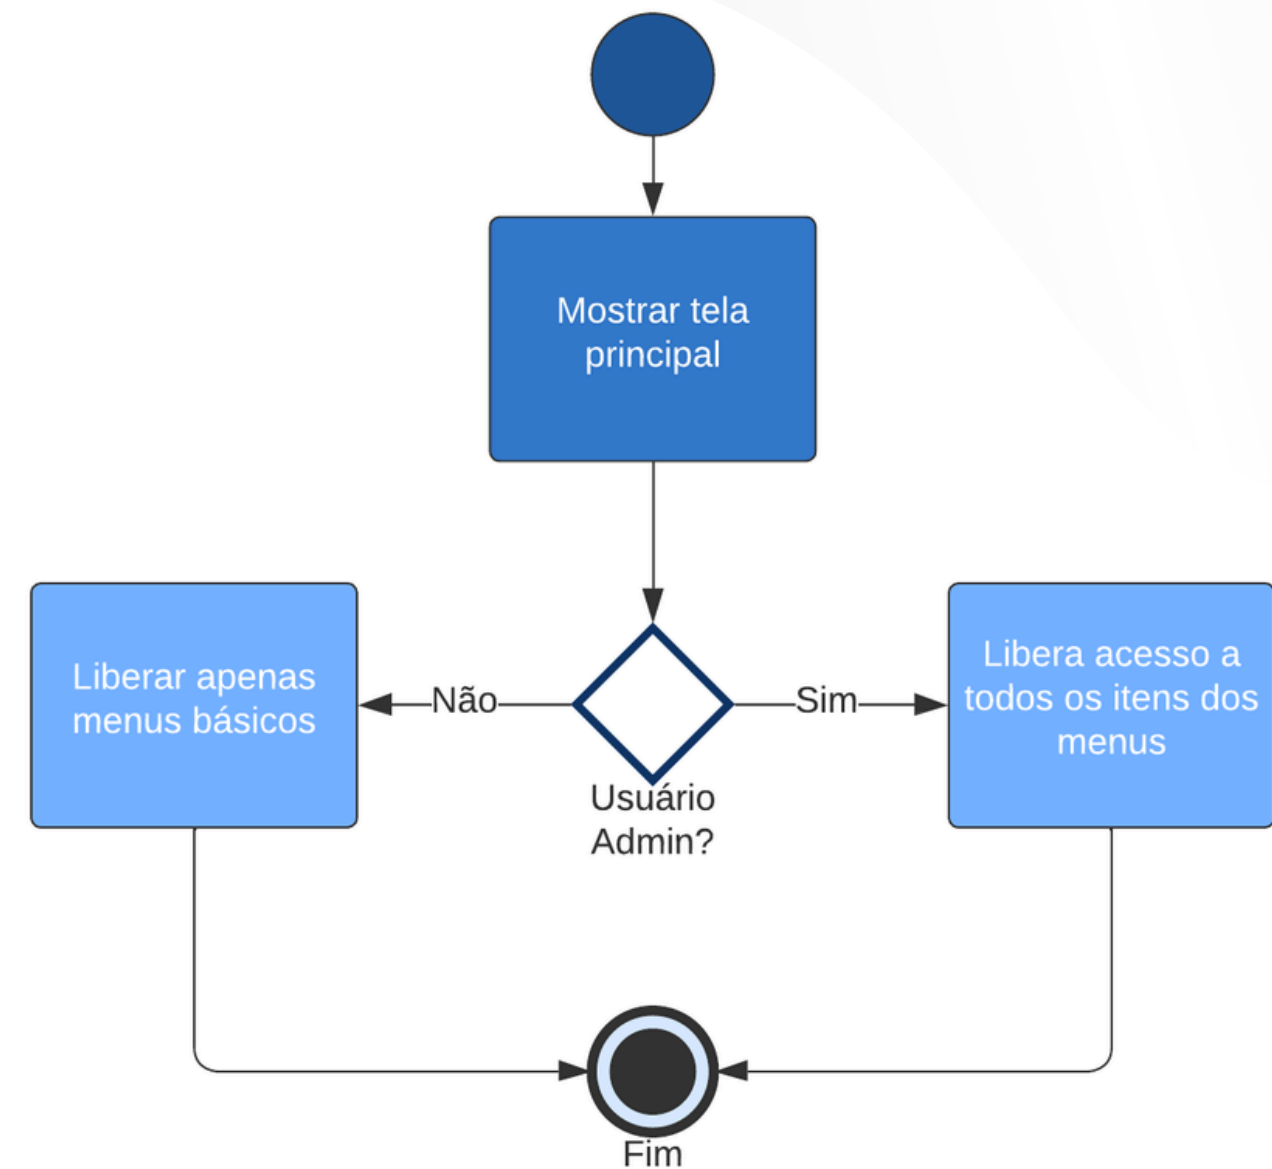 Mostrar tela
principal
Liberar apenas
menus básicos
Não
Sim
Libera acesso a
todos os itens dos
menus
Usuário
Admin?
Fim